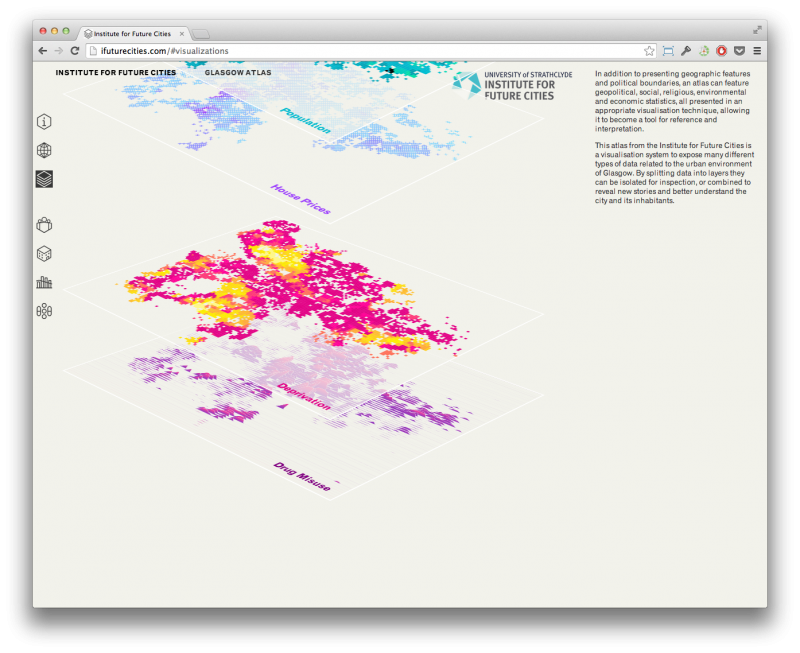 Institute for Future Cities
ifuturecities.com/#visualizations
INSTITUTE FOR FUTURE CITIES
GLASGOW ATLAS
UNIVERSITY of STRATHCLYDE
INSTITUTE FOR
FUTURE CITIES
In addition to presenting geographic features
and political boundaries, an atlas can feature
geopolitical, social, religious, environmental
and economic statistics, all presented in an
appropriate visualisation technique, allowing
it to become a tool for reference and
interpretation.
This atlas from the Institute for Future Cities is
a visualisation system to expose many different
types of data related to the urban environment
of Glasgow. By splitting data into layers they
can be isolated for inspection, or combined to
reveal new stories and better understand the
city and its inhabitants.
Population
House Prices
Deprivation
Drug Misuse